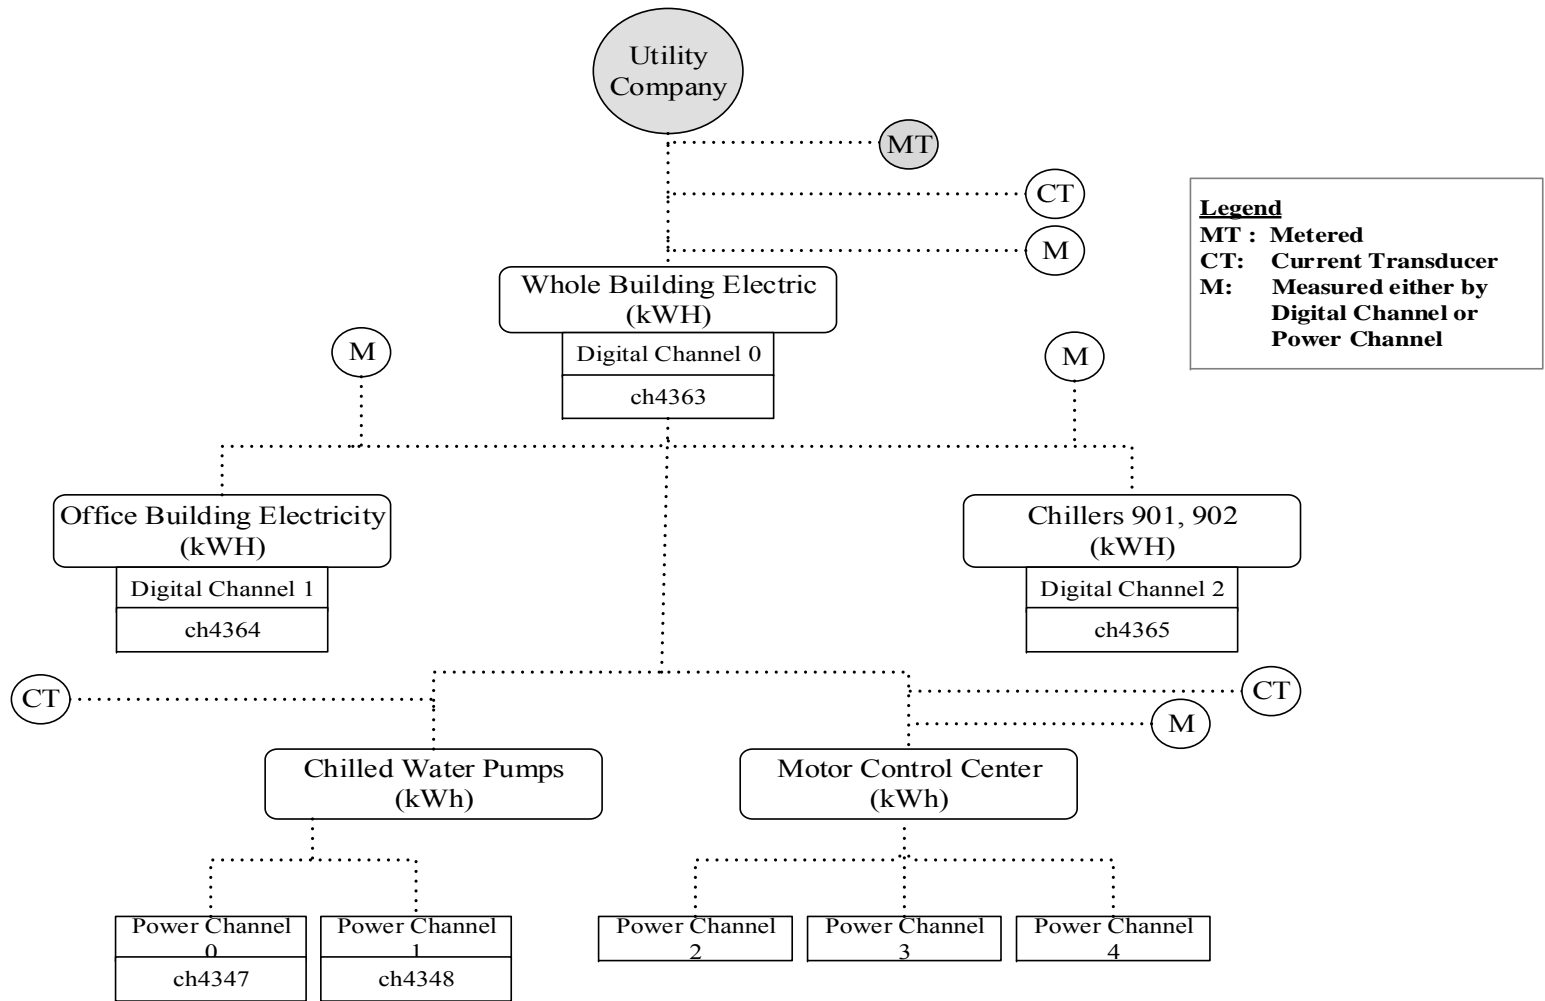 Utility
Company
MT
CT
M
Legend
MT :  Metered
CT:  Current Transducer
M:  Measured either by
Digital Channel or
Power Channel
Whole Building Electric
(kWH)
Digital Channel 0
ch4363
M
M
Office Building Electricity
(kWH)
Digital Channel 1
ch4364
Chillers 901, 902
(kWH)
Digital Channel 2
ch4365
CT
CT
M
Chilled Water Pumps
(kWh)
Motor Control Center
(kWh)
Power Channel
0
ch4347
Power Channel
1
ch4348
Power Channel
2
Power Channel
3
Power Channel
4